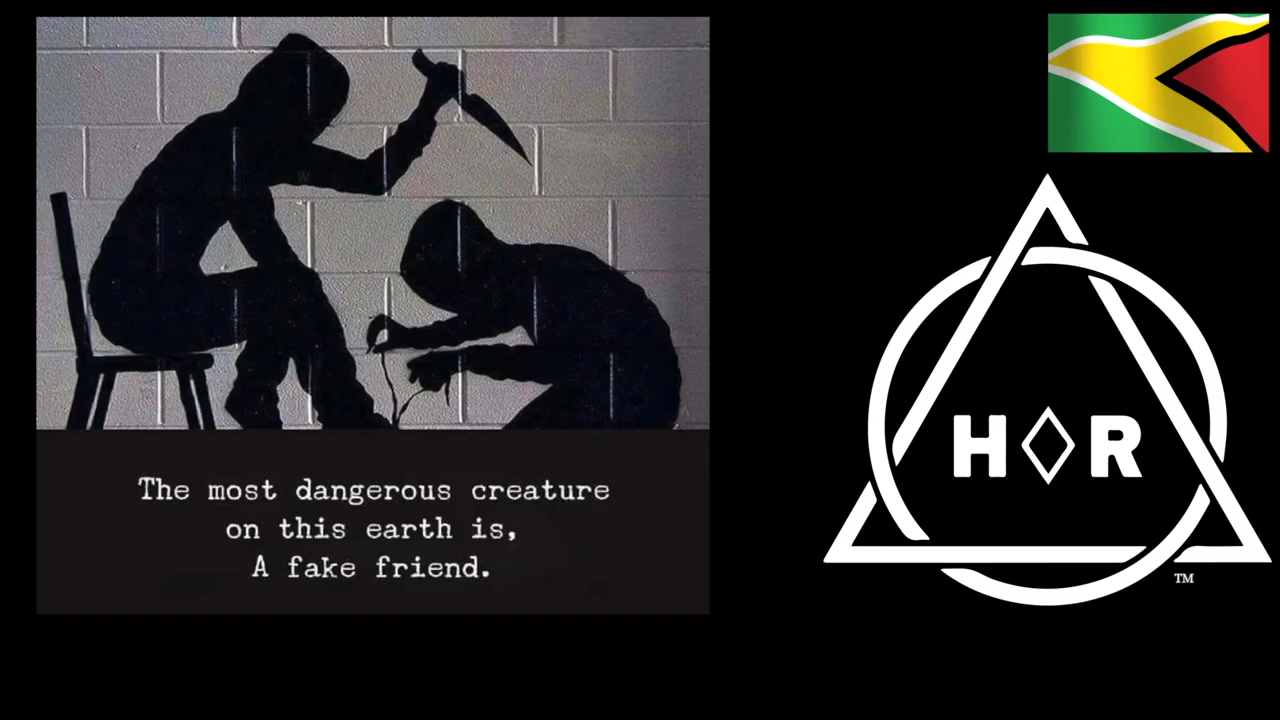 The most dangerous creature
on this earth is,
A fake friend.
H◇R
TM